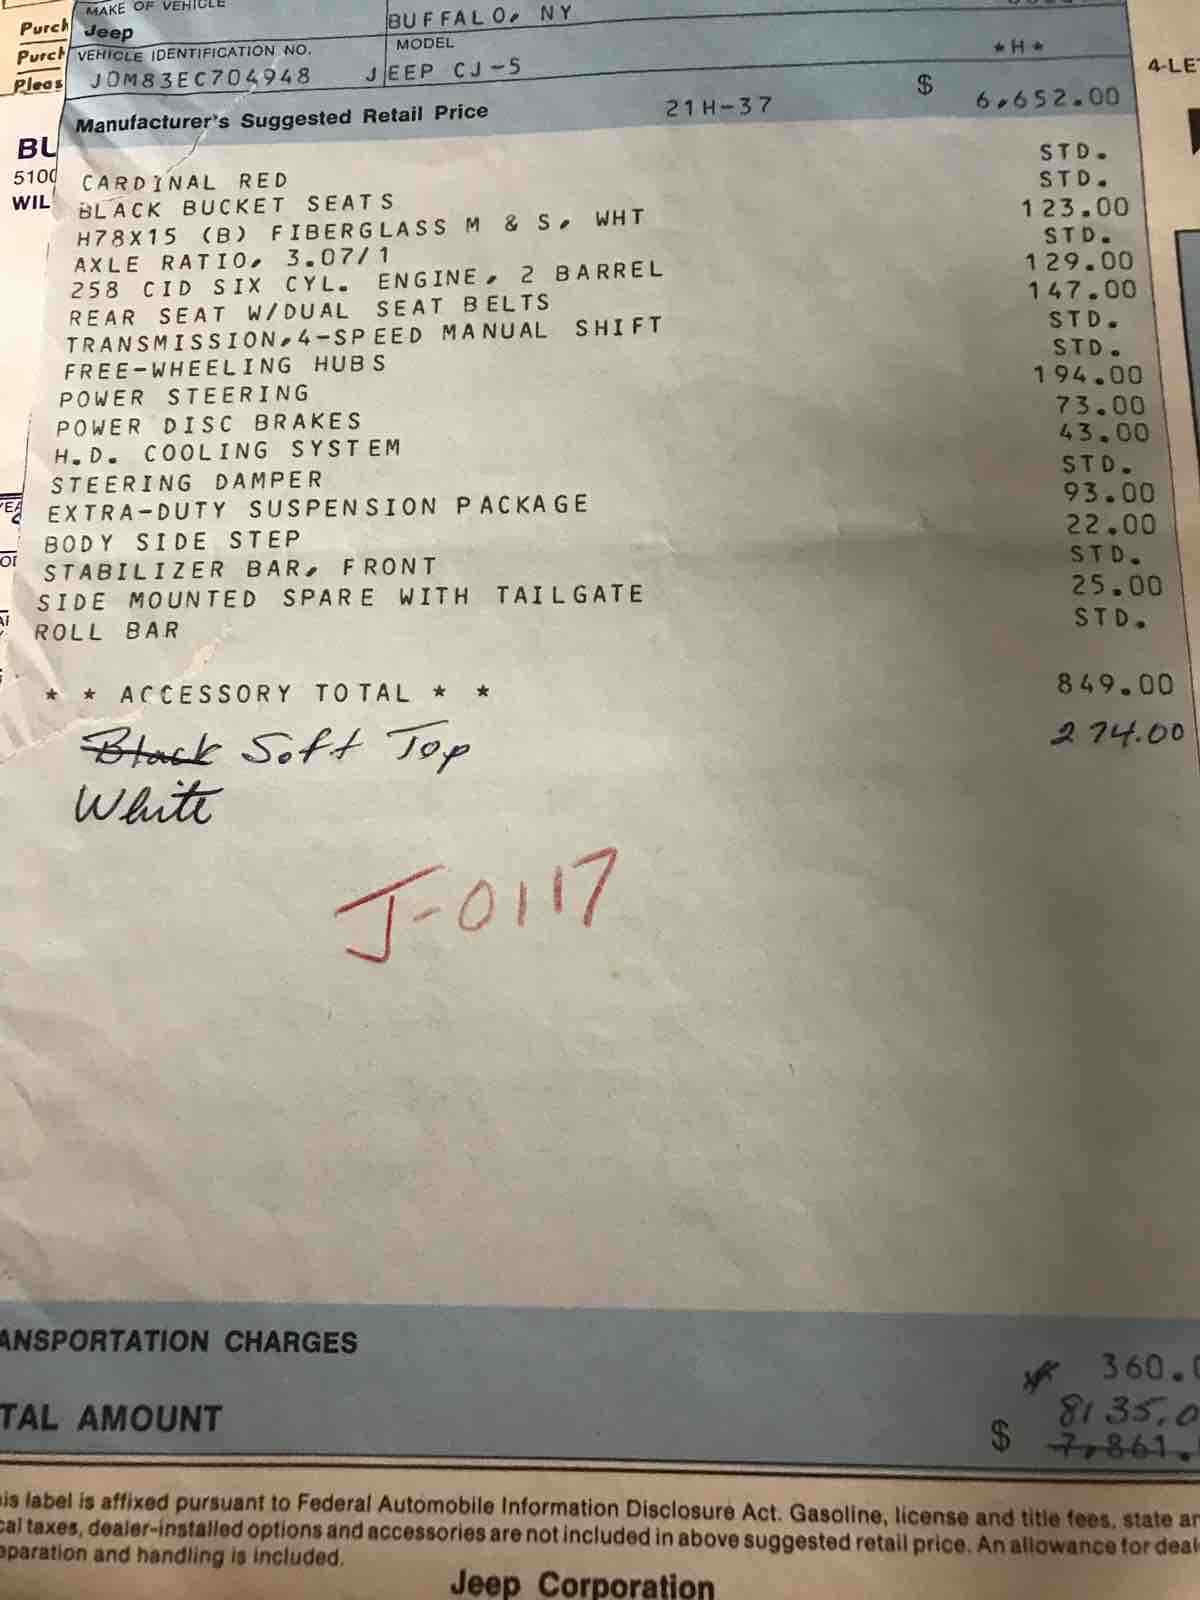 Purch
Purch
Pleas
BU
5100
WIL
4-LE
MAKE OF VEHICLE
Jeep
BUFFALO, NY
VEHICLE IDENTIFICATION NO.
MODEL
J0M83EC704948
JEEP CJ-5
*H*
Manufacturer's Suggested Retail Price 21H-37 $ 6,652.00
CARDINAL RED STD.
BLACK BUCKET SEATS STD.
H78X15 (B) FIBERGLASS M & S, WHT 123.00
AXLE RATIO, 3.07/1 STD.
258 CID SIX CYL. ENGINE, 2 BARREL 129.00
REAR SEAT W/DUAL SEAT BELTS 147.00
TRANSMISSION,4-SPEED MANUAL SHIFT STD.
FREE-WHEELING HUBS STD.
POWER STEERING 194.00
POWER DISC BRAKES 73.00
H.D. COOLING SYSTEM 43.00
STEERING DAMPER STD.
EXTRA-DUTY SUSPENSION PACKAGE 93.00
BODY SIDE STEP 22.00
STABILIZER BAR, FRONT STD.
SIDE MOUNTED SPARE WITH TAILGATE 25.00
ROLL BAR STD.
* * ACCESSORY TOTAL * * 849.00
Black Soft Top 274.00
White
J-0117
ANSPORTATION CHARGES 360.0
8135.0
TAL AMOUNT $ 7,861.
is label is affixed pursuant to Federal Automobile Information Disclosure Act. Gasoline, license and title fees, state an
cal taxes, dealer-installed options and accessories are not included in above suggested retail price. An allowance for deal
eparation and handling is included.
Jeep Corporation